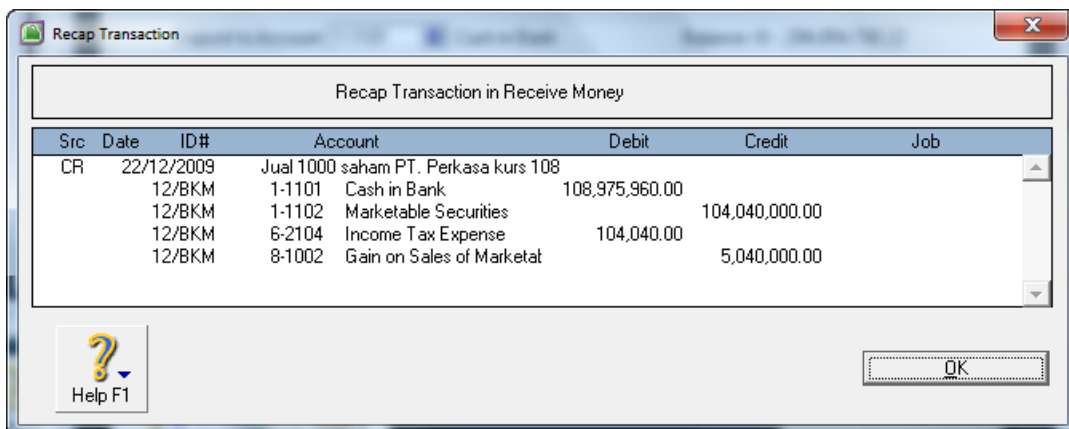 Recap Transaction
Recap Transaction in Receive Money
Src Date ID# Account Debit Credit Job
CR 22/12/2009 Jual 1000 saham PT. Perkasa kurs 108
12/BKM 1-1101 Cash in Bank 108,975,960.00
12/BKM 1-1102 Marketable Securities 104,040,000.00
12/BKM 6-2104 Income Tax Expense 104,040.00
12/BKM 8-1002 Gain on Sales of Marketab 5,040,000.00
Help F1
OK